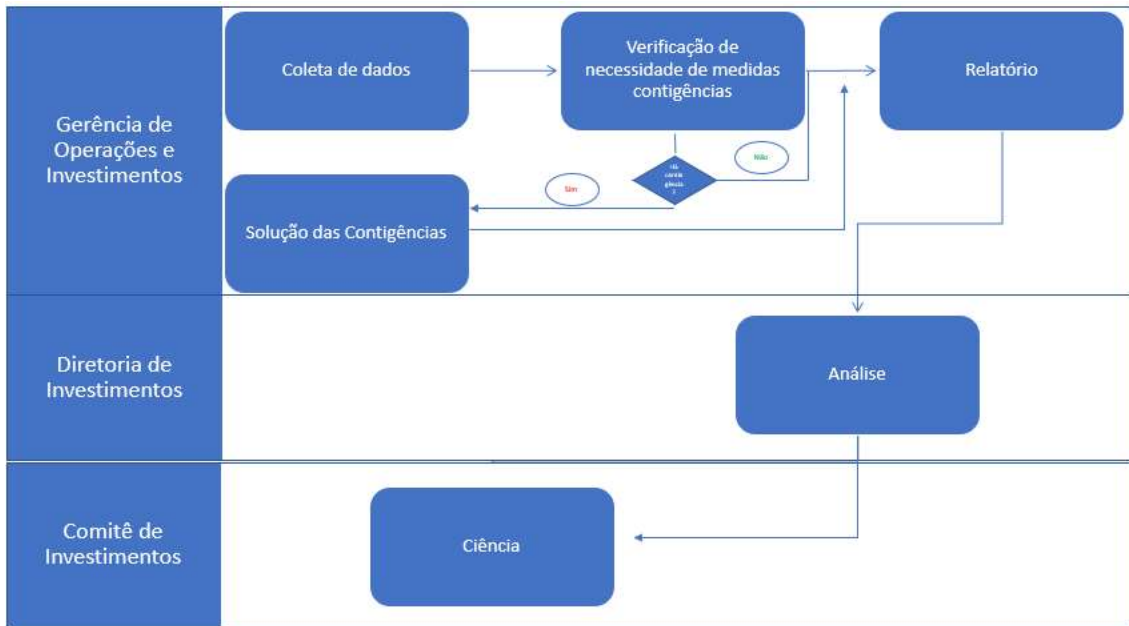 Gerência de
Operações e
Investimentos
Coleta de dados
Verificação de
necessidade de medidas
contigências
Relatório
Não
Sim
Solução das Contigências
Diretoria de
Investimentos
Análise
Comitê de
Investimentos
Ciência